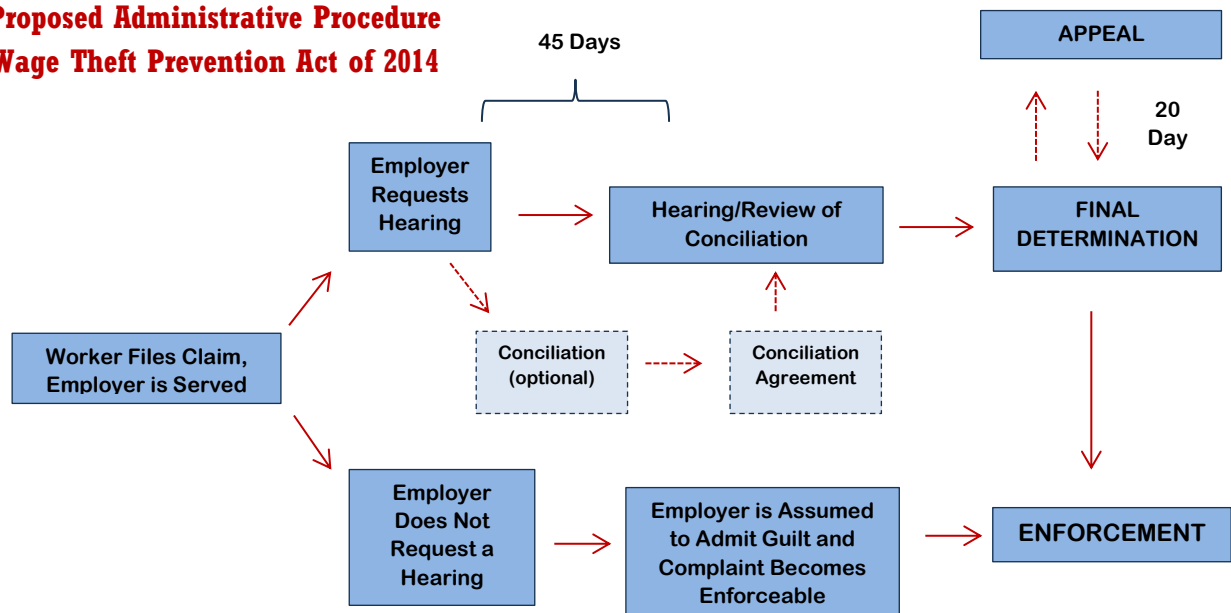 Proposed Administrative Procedure
Wage Theft Prevention Act of 2014
45 Days
APPEAL
20
Day
Employer
Requests
Hearing
Hearing/Review of
Conciliation
FINAL
DETERMINATION
Worker Files Claim,
Employer is Served
Conciliation
(optional)
Conciliation
Agreement
Employer
Does Not
Request a
Hearing
Employer is Assumed
to Admit Guilt and
Complaint Becomes
Enforceable
ENFORCEMENT